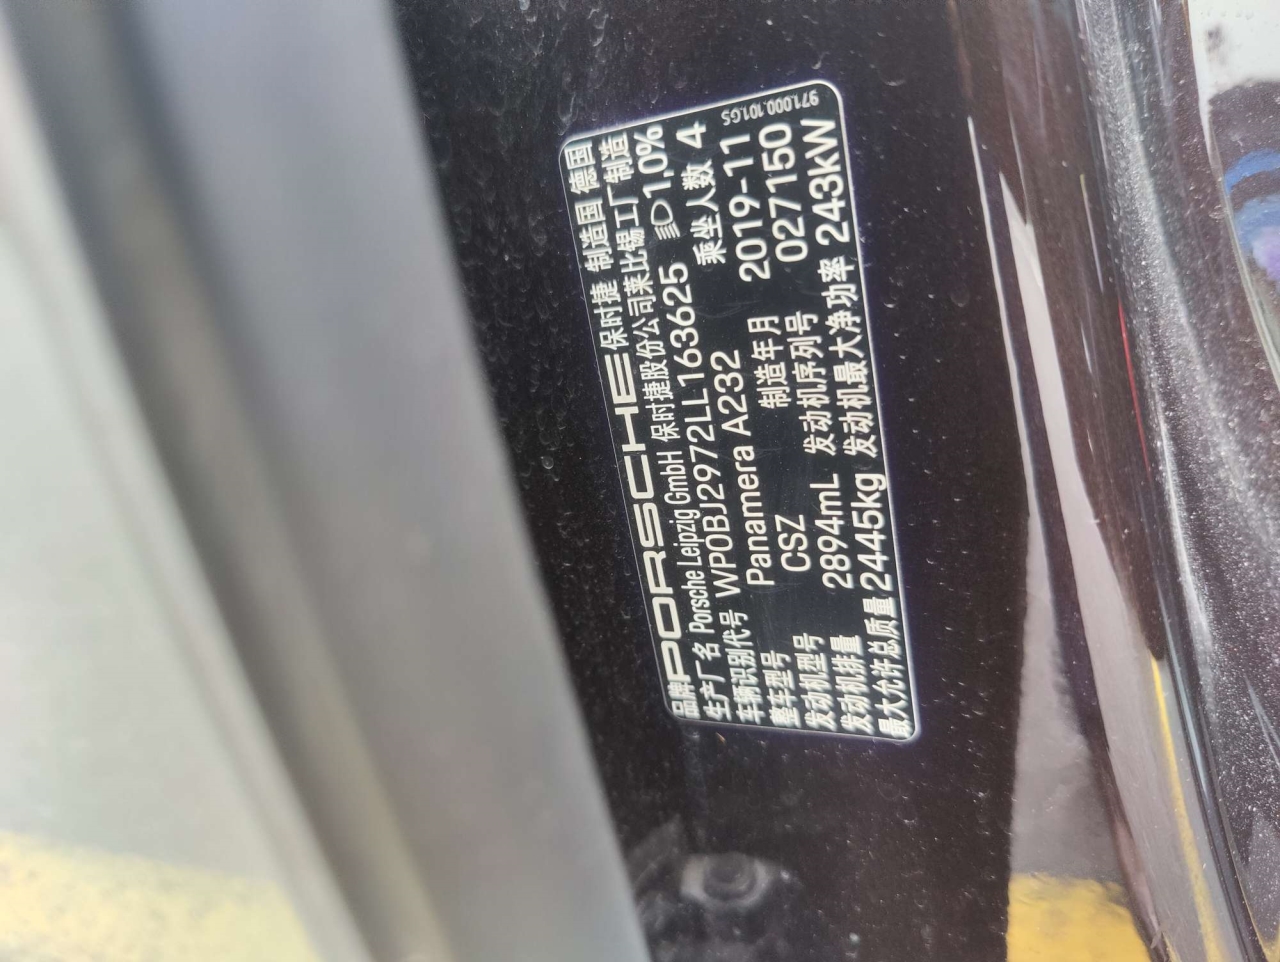 品牌 PORSCHE 保时捷 制造国 德国
生产厂名 Porsche Leipzig GmbH 保时捷股份公司莱比锡工厂制造
车辆识别代号 WP0BJ2972LL163625 1,0%
整车型号 Panamera A232 乘坐人数 4
发动机型号 CSZ 制造年月 2019-11
发动机排量 2894mL 发动机序列号 027150
最大允许总质量 2445kg 发动机最大净功率 243kW
971.000.101.GS